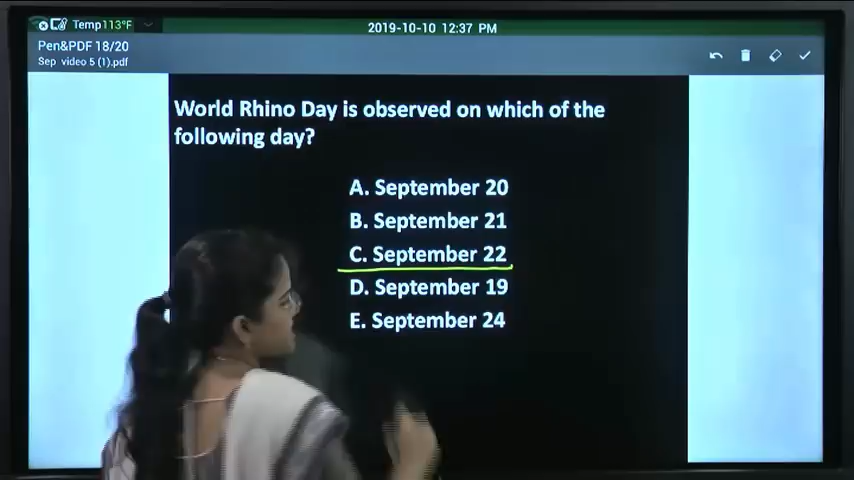 Temp113°F
2019-10-10 12:37 PM
Pen&PDF 18/20
Sep video 5 (1).pdf
World Rhino Day is observed on which of the
following day?
A. September 20
B. September 21
C. September 22
D. September 19
E. September 24